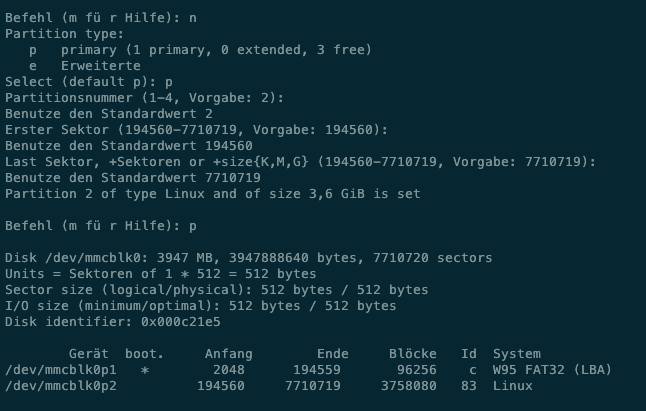 Befehl (m fü r Hilfe): n
Partition type:
   p   primary (1 primary, 0 extended, 3 free)
   e   Erweiterte
Select (default p): p
Partitionsnummer (1-4, Vorgabe: 2):
Benutze den Standardwert 2
Erster Sektor (194560-7710719, Vorgabe: 194560):
Benutze den Standardwert 194560
Last Sektor, +Sektoren or +size{K,M,G} (194560-7710719, Vorgabe: 7710719):
Benutze den Standardwert 7710719
Partition 2 of type Linux and of size 3,6 GiB is set
Befehl (m fü r Hilfe): p
Disk /dev/mmcblk0: 3947 MB, 3947888640 bytes, 7710720 sectors
Units = Sektoren of 1 * 512 = 512 bytes
Sector size (logical/physical): 512 bytes / 512 bytes
I/O size (minimum/optimal): 512 bytes / 512 bytes
Disk identifier: 0x000c21e5
        Gerät  boot.     Anfang        Ende     Blöcke   Id  System
/dev/mmcblk0p1   *        2048      194559       96256    c  W95 FAT32 (LBA)
/dev/mmcblk0p2          194560     7710719     3758080   83  Linux